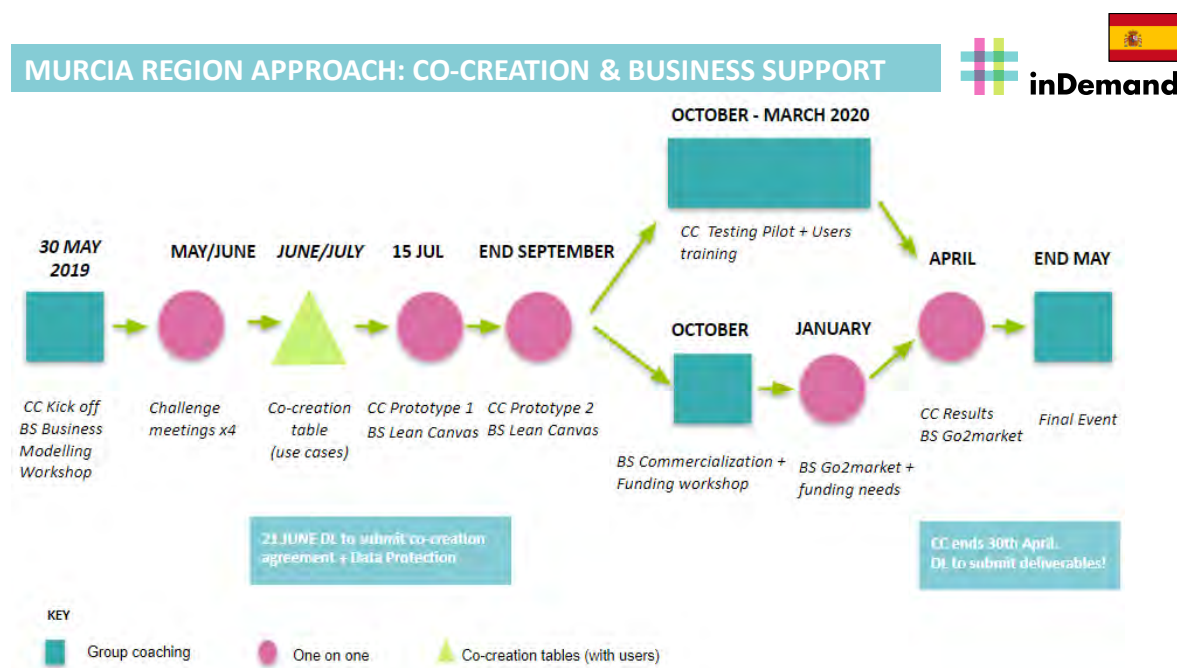 MURCIA REGION APPROACH: CO-CREATION & BUSINESS SUPPORT
inDemand
OCTOBER - MARCH 2020
CC Testing Pilot + Users
training
30 MAY
2019
CC Kick off
BS Business
Modelling
Workshop
MAY/JUNE
Challenge
meetings x4
JUNE/JULY
Co-creation
table
(use cases)
15 JUL
CC Prototype 1
BS Lean Canvas
END SEPTEMBER
CC Prototype 2
BS Lean Canvas
OCTOBER
BS Commercialization +
Funding workshop
JANUARY
BS Go2market +
funding needs
APRIL
CC Results
BS Go2market
END MAY
Final Event
21 JUNE DL to submit co-creation
agreement + Data Protection
CC ends 30th April.
DL to submit deliverables!
KEY
Group coaching
One on one
Co-creation tables (with users)